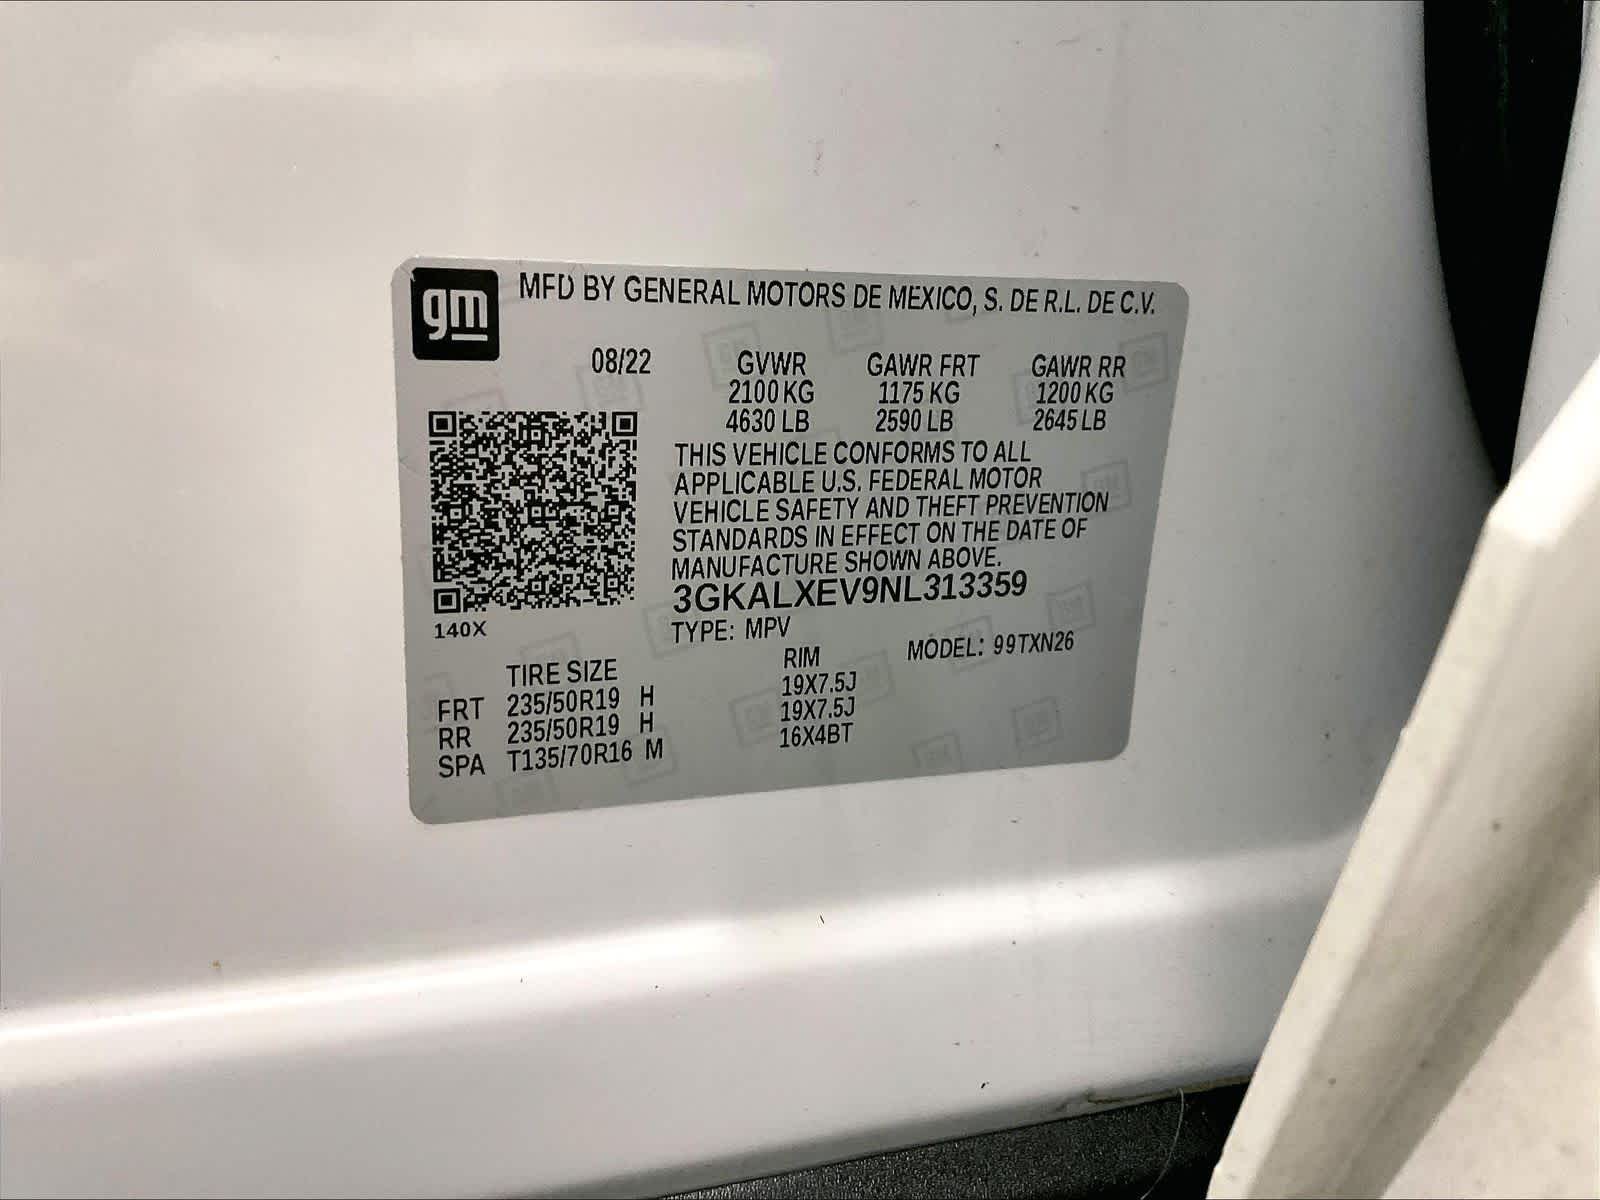 gm
MFD BY GENERAL MOTORS DE MEXICO, S. DE R.L. DE C.V.
08/22 GVWR GAWR FRT GAWR RR
2100 KG 1175 KG 1200 KG
4630 LB 2590 LB 2645 LB
THIS VEHICLE CONFORMS TO ALL
APPLICABLE U.S. FEDERAL MOTOR
VEHICLE SAFETY AND THEFT PREVENTION
STANDARDS IN EFFECT ON THE DATE OF
MANUFACTURE SHOWN ABOVE.
3GKALXEV9NL313359
140X
TYPE: MPV MODEL: 99TXN26
TIRE SIZE RIM
FRT 235/50R19 H 19X7.5J
RR 235/50R19 H 19X7.5J
SPA T135/70R16 M 16X4BT